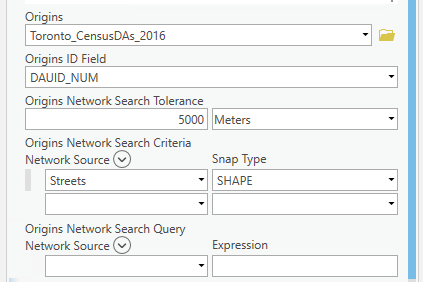 Origins
Toronto_CensusDAs_2016
Origins ID Field
DAUID_NUM
Origins Network Search Tolerance
5000 Meters
Origins Network Search Criteria
Network Source Snap Type
Streets SHAPE
Origins Network Search Query
Network Source Expression